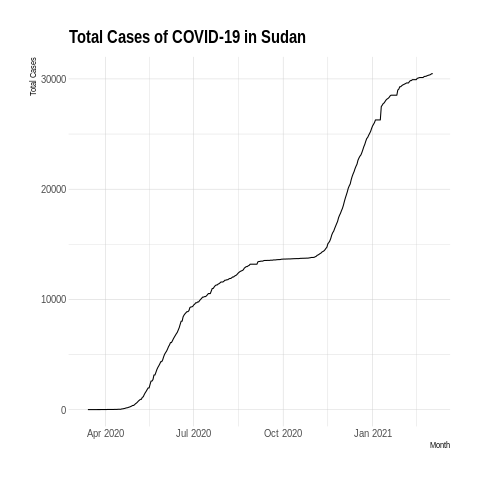 Total Cases of COVID-19 in Sudan
Total Cases
30000
20000
10000
0
Apr 2020 Jul 2020 Oct 2020 Jan 2021
Month